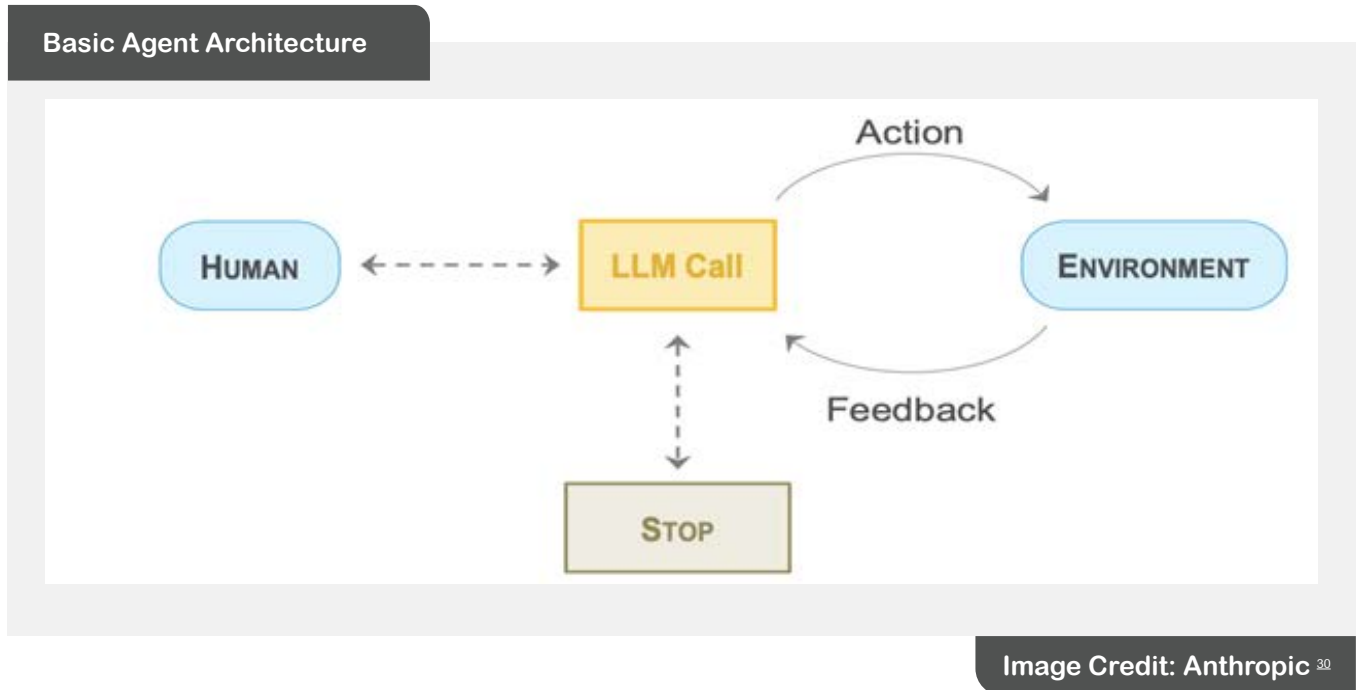 Basic Agent Architecture
Action
HUMAN
LLM Call
ENVIRONMENT
Feedback
STOP
Image Credit: Anthropic 30